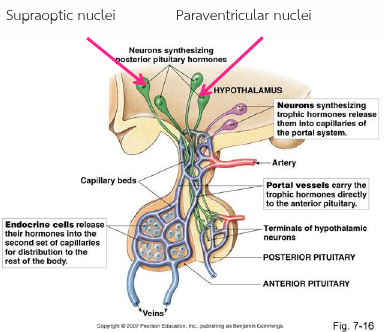 Supraoptic nuclei
Paraventricular nuclei
Neurons synthesizing
posterior pituitary hormones
HYPOTHALAMUS
Neurons synthesizing
trophic hormones release
them into capillaries of
the portal system.
Artery
Capillary beds
Portal vessels carry the
trophic hormones directly
to the anterior pituitary.
Endocrine cells release
their hormones into the
second set of capillaries
for distribution to the
rest of the body.
Terminals of hypothalamic
neurons
POSTERIOR PITUITARY
ANTERIOR PITUITARY
Veins
Copyright © 2007 Pearson Education, Inc., publishing as Benjamin Cummings.
Fig. 7-16